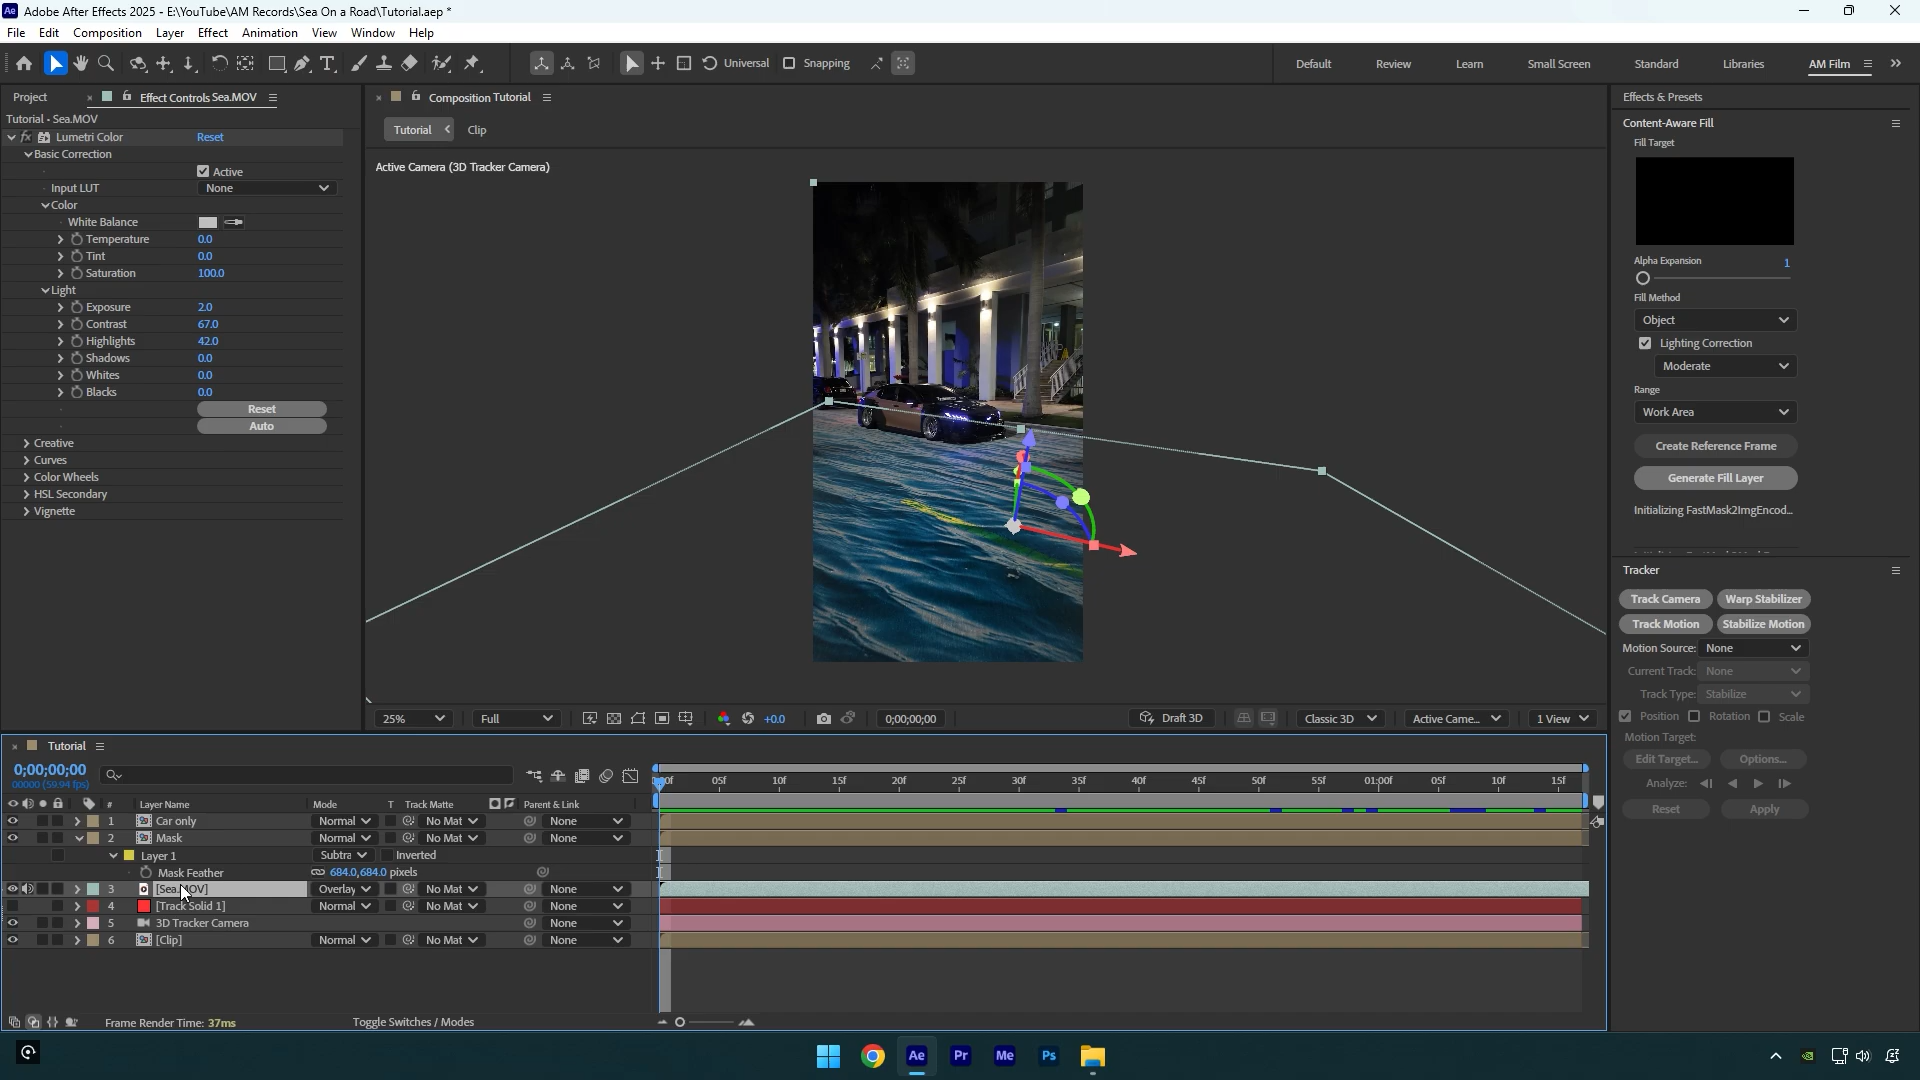 Adobe After Effects 2025 - E:\YouTube\AM Records\Sea On a Road\Tutorial.aep *
File Edit Composition Layer Effect Animation View Window Help
Universal Snapping Default Review Learn Small Screen Standard Libraries AM Film
Project Effect Controls Sea.MOV
Tutorial - Sea.MOV
fx Lumetri Color Reset
Basic Correction
Active
Input LUT None
Color
White Balance
Temperature 0.0
Tint 0.0
Saturation 100.0
Light
Exposure 2.0
Contrast 67.0
Highlights 42.0
Shadows 0.0
Whites 0.0
Blacks 0.0
Reset
Auto
Creative
Curves
Color Wheels
HSL Secondary
Vignette
Composition Tutorial
Tutorial Clip
Active Camera (3D Tracker Camera)
25% Full +0.0 0;00;00;00 Draft 3D Classic 3D Active Came... 1 View
Effects & Presets
Content-Aware Fill
Fill Target
Alpha Expansion 1
Fill Method
Object
Lighting Correction
Moderate
Range
Work Area
Create Reference Frame
Generate Fill Layer
Initializing FastMask2ImgEncod...
Tracker
Track Camera Warp Stabilizer
Track Motion Stabilize Motion
Motion Source: None
Current Track: None
Track Type: Stabilize
Position Rotation Scale
Motion Target:
Edit Target... Options...
Analyze:
Reset Apply
Tutorial
0;00;00;00
00000 (59.94 fps)
05f 10f 15f 20f 25f 30f 35f 40f 45f 50f 55f 01:00f 05f 10f 15f
# Layer Name Mode T Track Matte Parent & Link
1 Car only Normal No Mat None
2 Mask Normal No Mat None
Layer 1 Subtra Inverted
Mask Feather 684.0,684.0 pixels
3 [Sea.MOV] Overlay No Mat None
4 [Track Solid 1] Normal No Mat None
5 3D Tracker Camera None
6 [Clip] Normal No Mat None
Frame Render Time: 37ms Toggle Switches / Modes
Ae Pr Me Ps